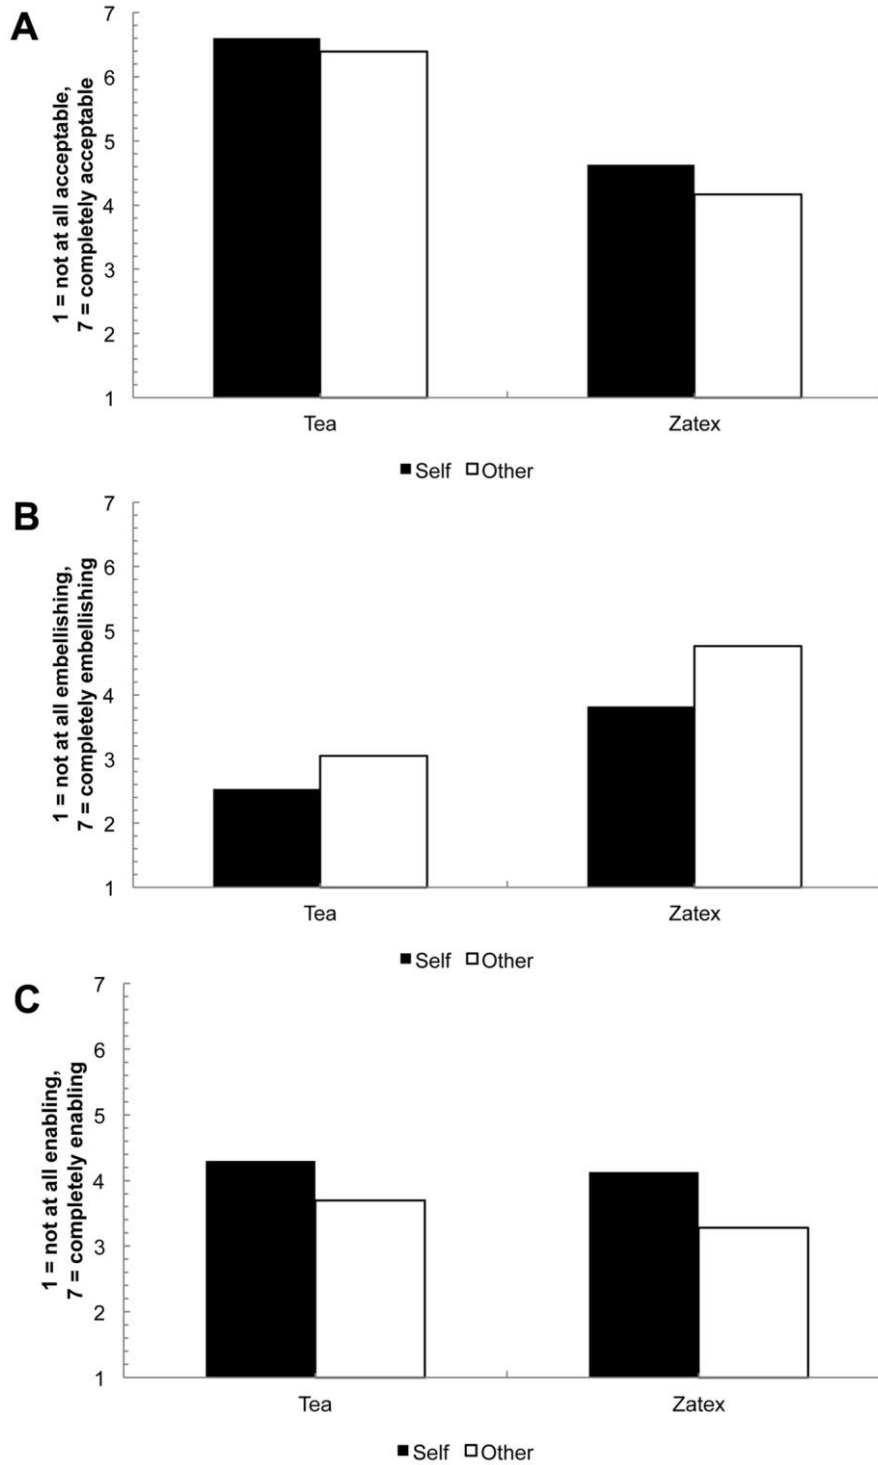 A
1 = not at all acceptable,
7 = completely acceptable
7
6
5
4
3
2
1
Tea Zatex
Self Other
B
1 = not at all embellishing,
7 = completely embellishing
7
6
5
4
3
2
1
Tea Zatex
Self Other
C
1 = not at all enabling,
7 = completely enabling
7
6
5
4
3
2
1
Tea Zatex
Self Other